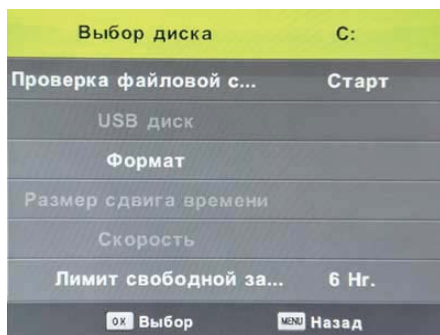 Выбор диска C:
Проверка файловой с... Старт
USB диск
Формат
Размер сдвига времени
Скорость
Лимит свободной за... 6 Hr.
OK Выбор MENU Назад